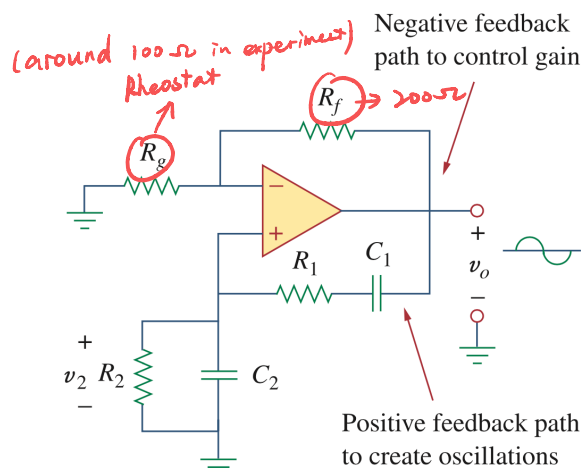 Negative feedback
path to control gain
(around 100Ω in experiment)
Rheostat
R_f → 200Ω
R_g
−
+
R_1
C_1
+
v_o
−
+
v_2
−
R_2
C_2
Positive feedback path
to create oscillations